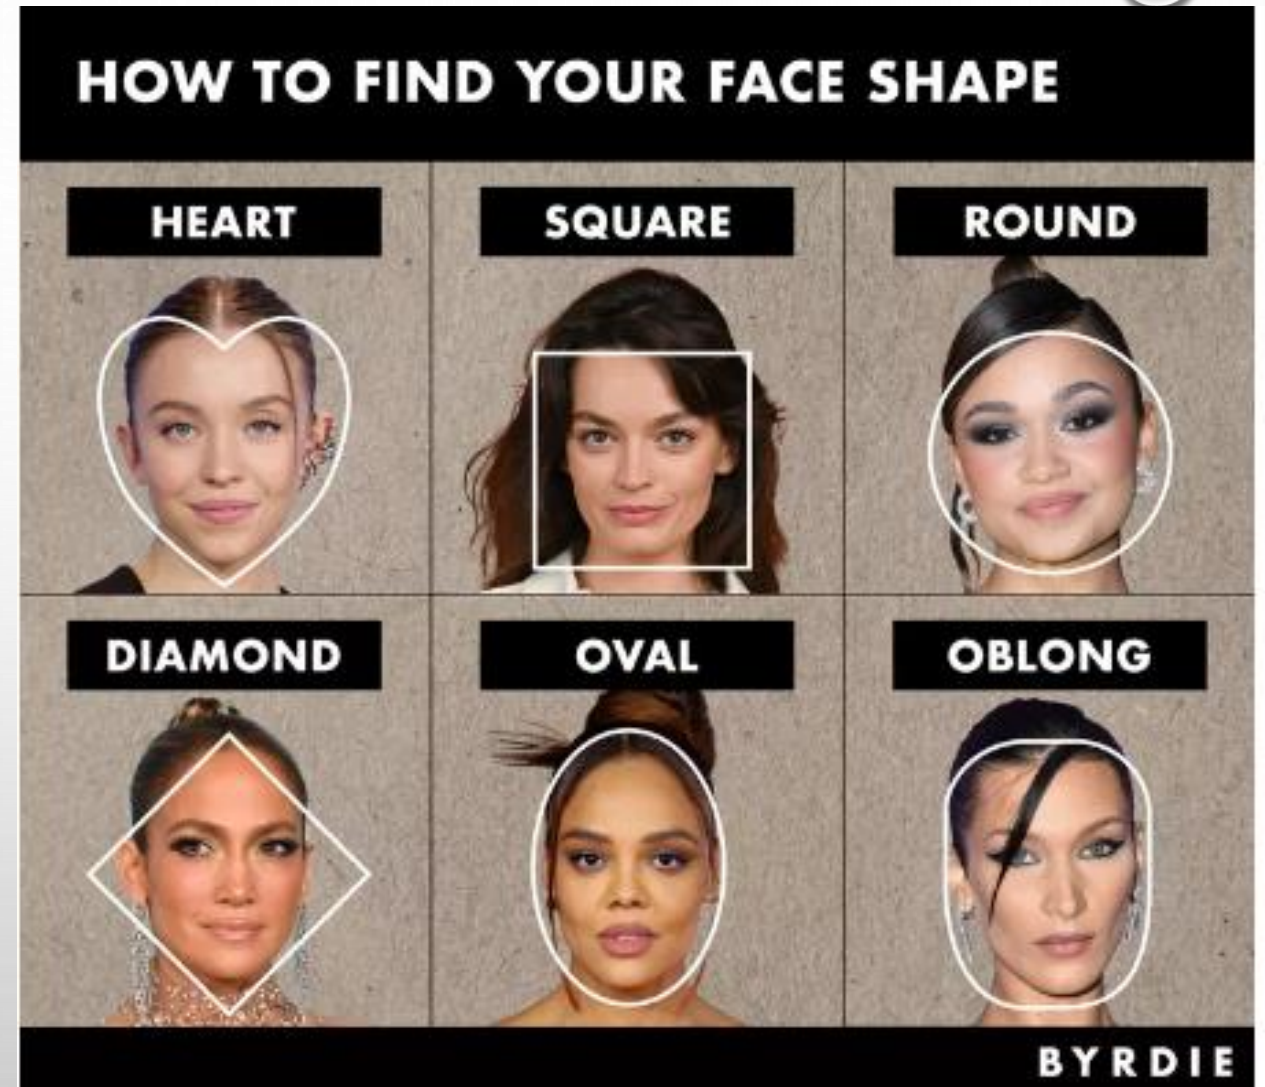 HOW TO FIND YOUR FACE SHAPE
HEART
SQUARE
ROUND
DIAMOND
OVAL
OBLONG
BYRDIE